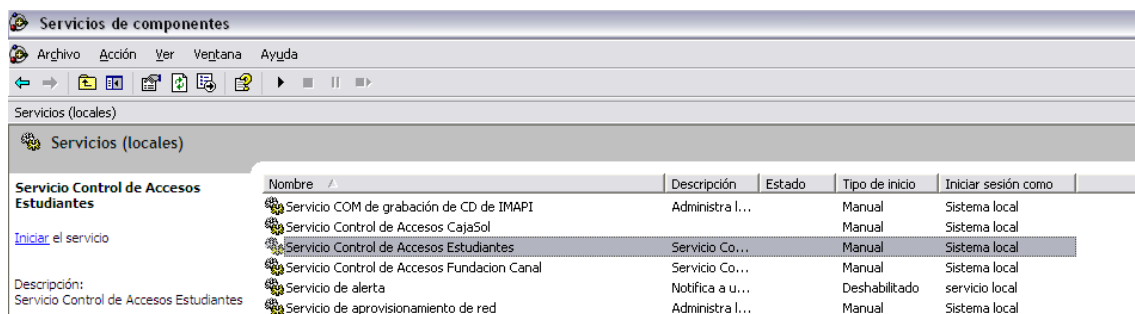 Servicios de componentes
Archivo Acción Ver Ventana Ayuda
Servicios (locales)
Servicios (locales)
Servicio Control de Accesos
Estudiantes
Iniciar el servicio
Descripción:
Servicio Control de Accesos Estudiantes
Nombre Descripción Estado Tipo de inicio Iniciar sesión como
Servicio COM de grabación de CD de IMAPI Administra l... Manual Sistema local
Servicio Control de Accesos CajaSol Manual Sistema local
Servicio Control de Accesos Estudiantes Servicio Co... Manual Sistema local
Servicio Control de Accesos Fundacion Canal Servicio Co... Manual Sistema local
Servicio de alerta Notifica a u... Deshabilitado servicio local
Servicio de aprovisionamiento de red Administra l... Manual Sistema local